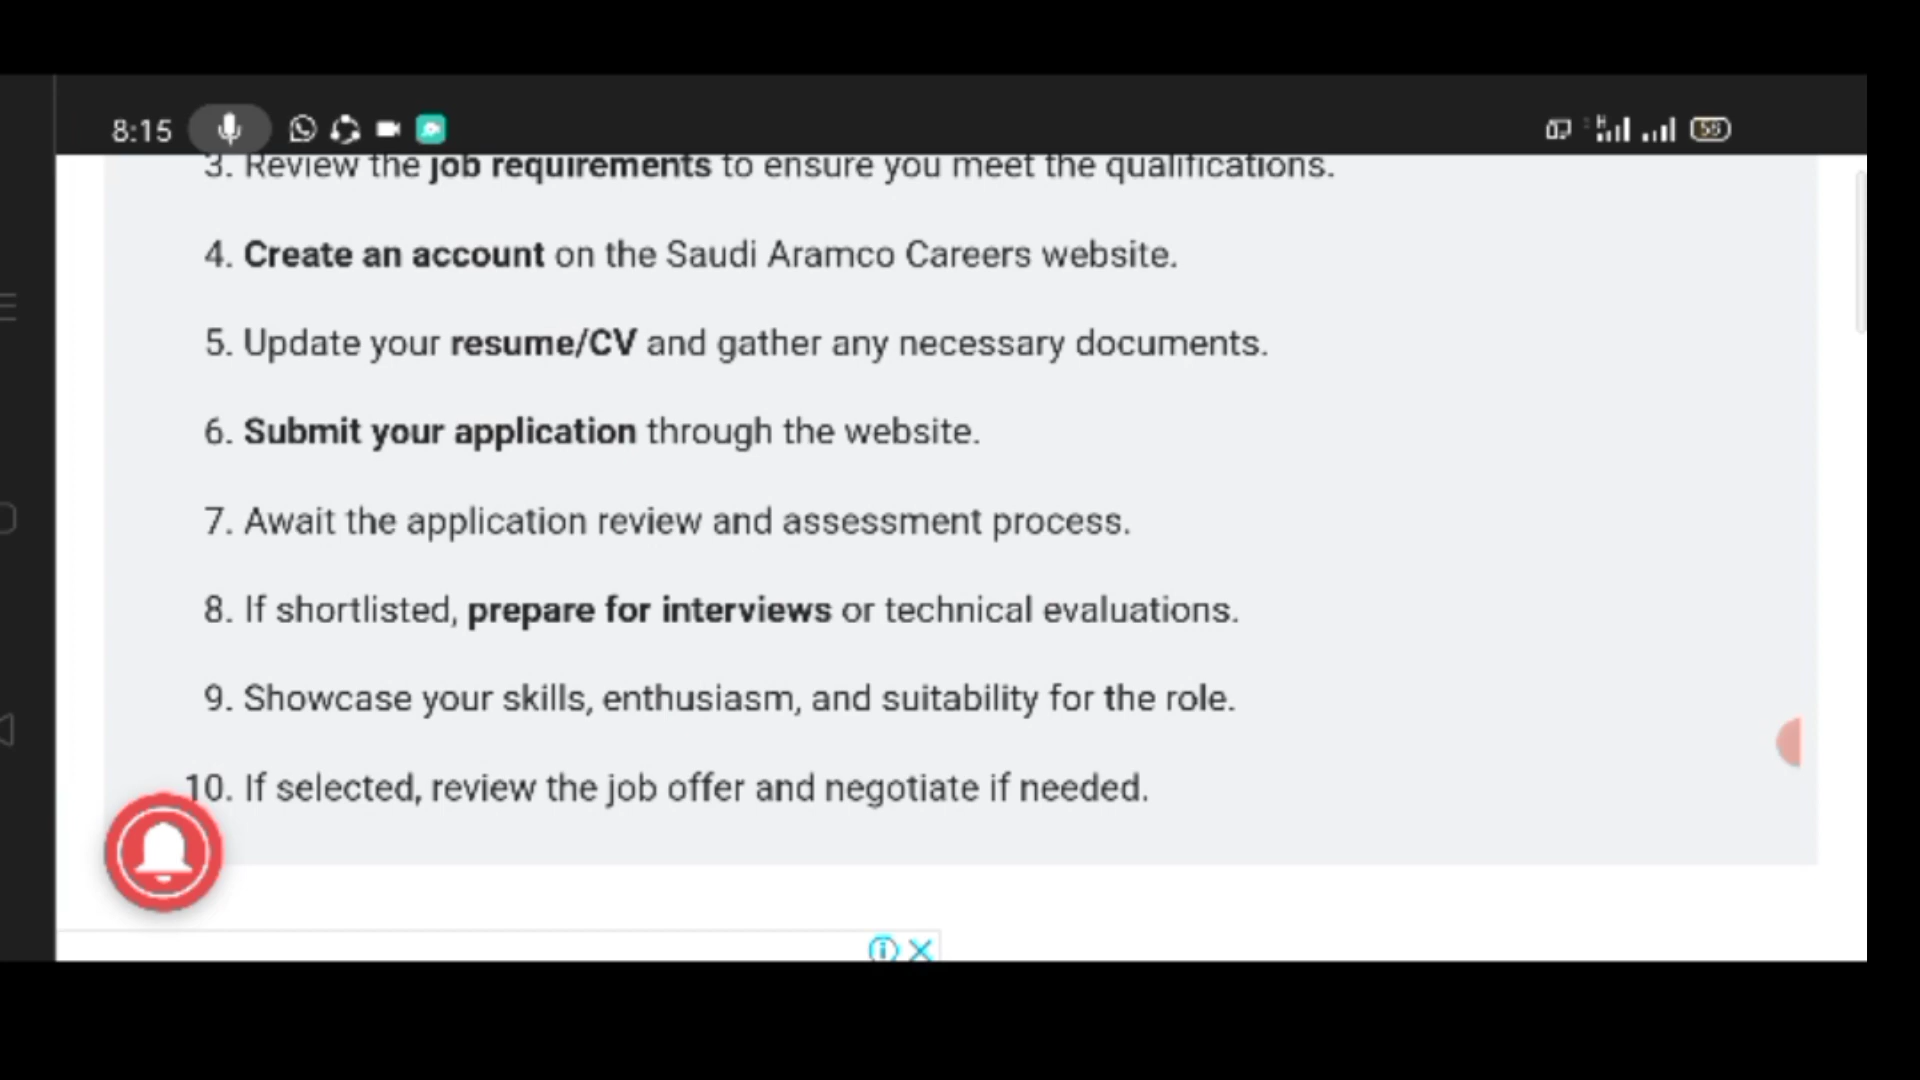 8:15
H
56
3. Review the job requirements to ensure you meet the qualifications.
4. Create an account on the Saudi Aramco Careers website.
5. Update your resume/CV and gather any necessary documents.
6. Submit your application through the website.
7. Await the application review and assessment process.
8. If shortlisted, prepare for interviews or technical evaluations.
9. Showcase your skills, enthusiasm, and suitability for the role.
10. If selected, review the job offer and negotiate if needed.